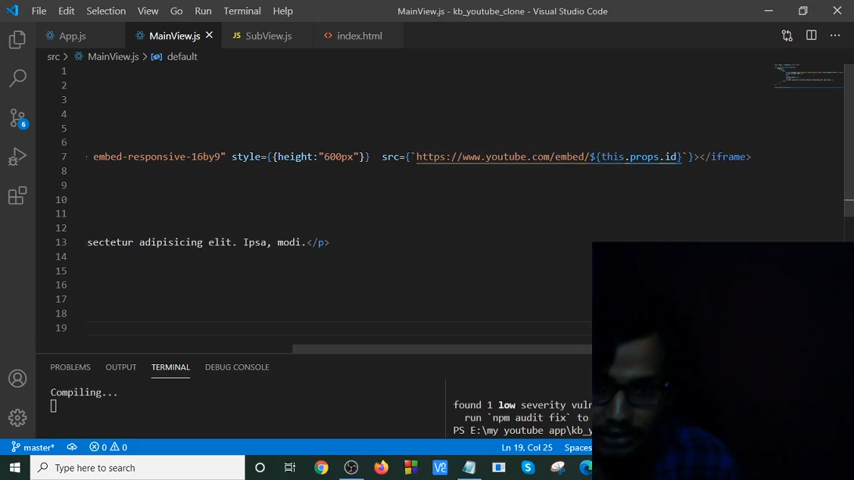 File Edit Selection View Go Run Terminal Help MainView.js - kb_youtube_clone - Visual Studio Code
App.js MainView.js SubView.js index.html
src > MainView.js > default
1
2
3
4
5
6
7 embed-responsive-16by9" style={{height:"600px"}} src={`https://www.youtube.com/embed/${this.props.id}`}></iframe>
8
9
10
11
12
13 sectetur adipisicing elit. Ipsa, modi.</p>
14
15
16
17
18
19
PROBLEMS OUTPUT TERMINAL DEBUG CONSOLE
Compiling...
found 1 low severity vuln
run `npm audit fix` to
PS E:\my youtube app\kb_y
6
master* 0 0 Ln 19, Col 25 Spaces
Type here to search